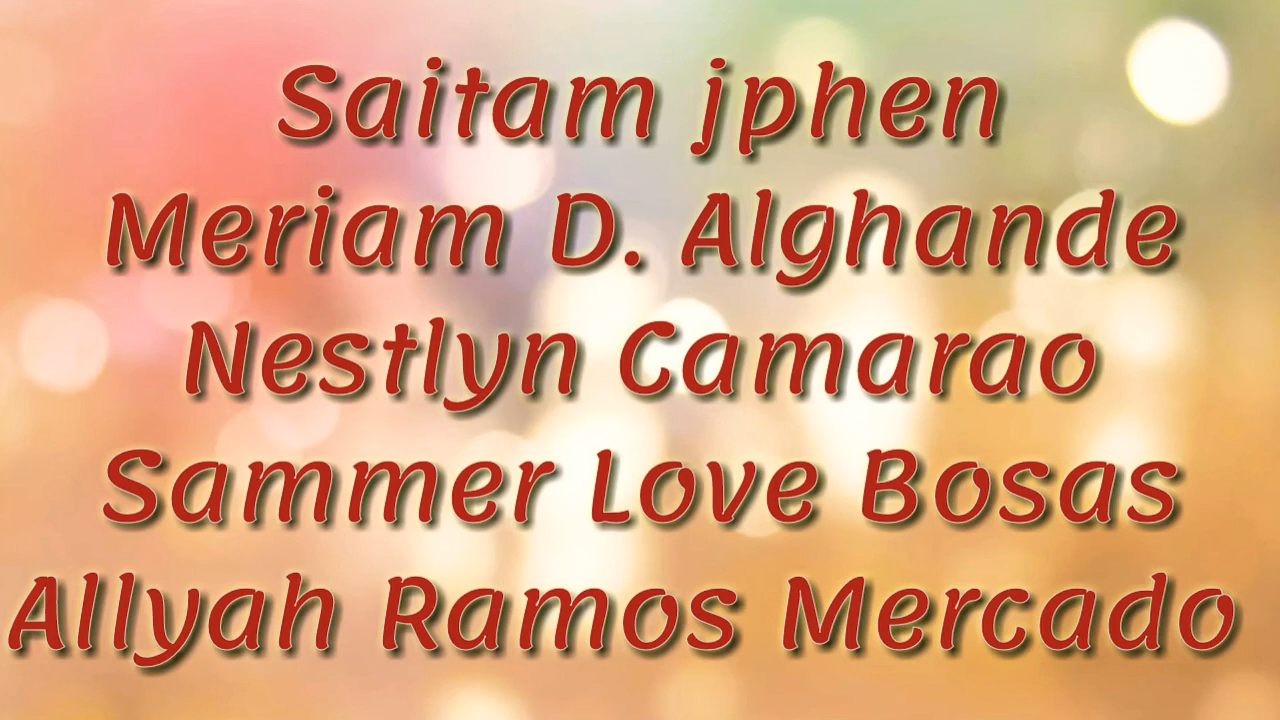 Saitam jphen
Meriam D. Alghande
Nestlyn Camarao
Sammer Love Bosas
Allyah Ramos Mercado